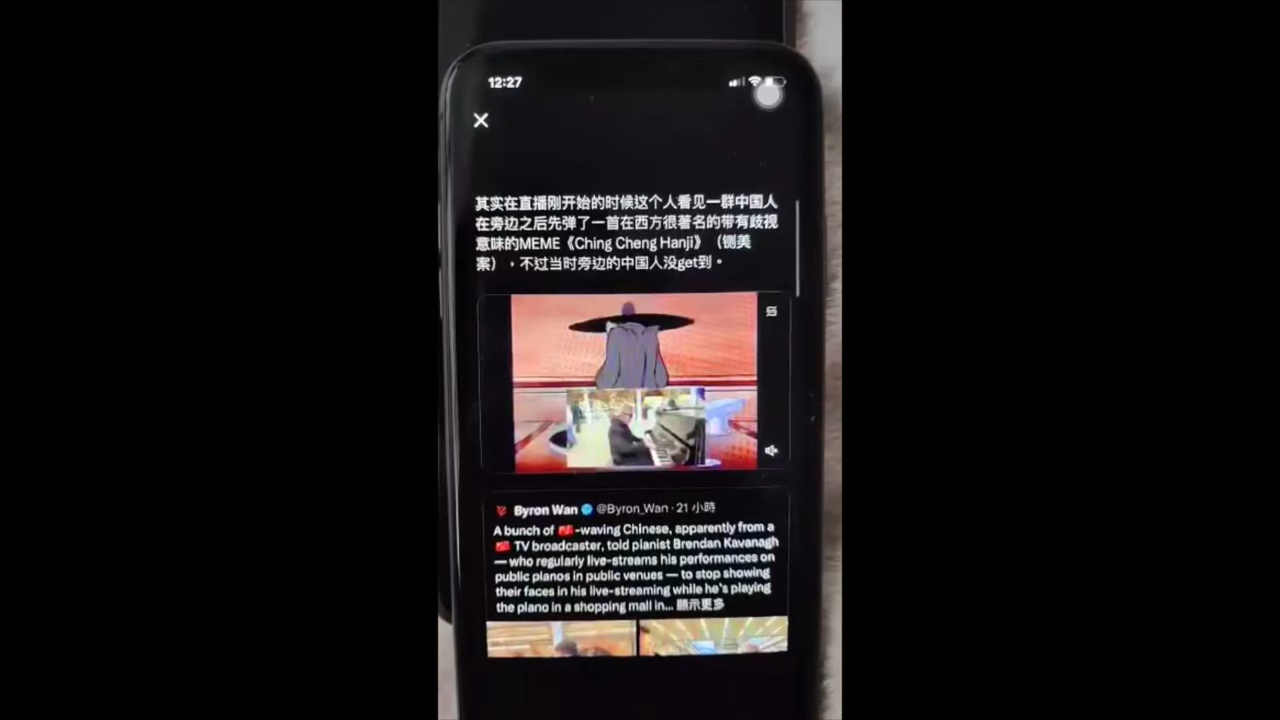 12:27
其实在直播刚开始的时候这个人看见一群中国人
在旁边之后先弹了一首在西方很著名的带有歧视
意味的MEME《Ching Cheng Hanji》（铡美
案），不过当时旁边的中国人没get到。
Byron Wan @Byron_Wan · 21 小時
A bunch of 🇨🇳-waving Chinese, apparently from a
🇨🇳 TV broadcaster, told pianist Brendan Kavanagh
— who regularly live-streams his performances on
public pianos in public venues — to stop showing
their faces in his live-streaming while he's playing
the piano in a shopping mall in... 顯示更多